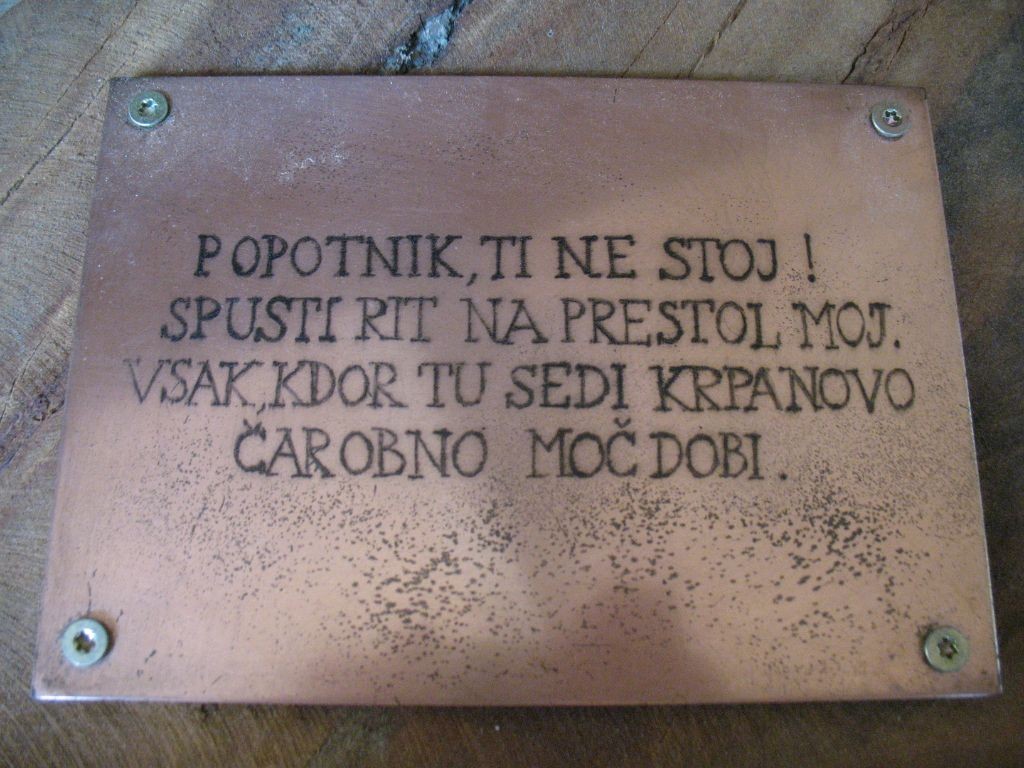 POPOTNIK, TI NE STOJ!
SPUSTI RIT NA PRESTOL MOJ.
VSAK, KDOR TU SEDI KRPANOVO
ČAROBNO MOČ DOBI.